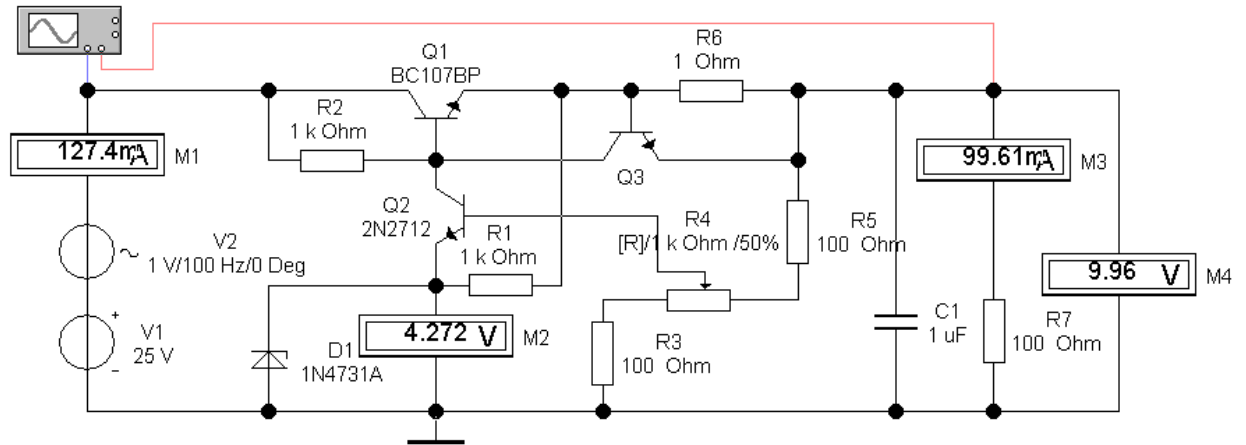 Q1
BC107BP
R6
1 Ohm
R2
1 k Ohm
127.4mA
M1
Q3
99.61mA
M3
Q2
2N2712
R4
[R]/1 k Ohm /50%
R5
100 Ohm
V2
1 V/100 Hz/0 Deg
R1
1 k Ohm
9.96 V
M4
V1
25 V
D1
1N4731A
4.272 V
M2
R3
100 Ohm
C1
1 uF
R7
100 Ohm